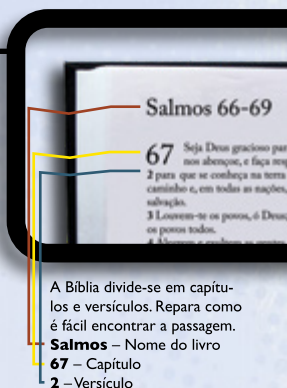 Salmos 66-69
67 Seja Deus gracioso par
nos abençoe, e faça resp
2 para que se conheça na terra
caminho e, em todas as nações,
salvação.
3 Louvem-te os povos, ó Deus
os povos todos.
A Bíblia divide-se em capítu-
los e versículos. Repara como
é fácil encontrar a passagem.
Salmos – Nome do livro
67 – Capítulo
2 – Versículo